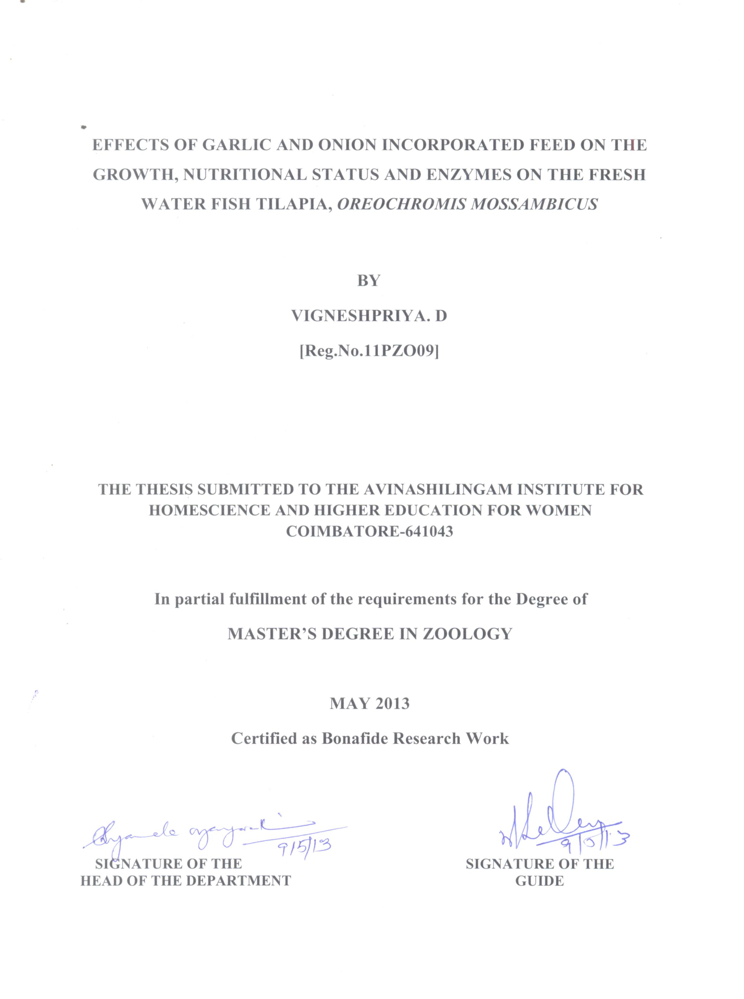 EFFECTS OF GARLIC AND ONION INCORPORATED FEED ON THE
GROWTH, NUTRITIONAL STATUS AND ENZYMES ON THE FRESH
WATER FISH TILAPIA, OREOCHROMIS MOSSAMBICUS
BY
VIGNESHPRIYA. D
[Reg.No.11PZO09]
THE THESIS SUBMITTED TO THE AVINASHILINGAM INSTITUTE FOR
HOMESCIENCE AND HIGHER EDUCATION FOR WOMEN
COIMBATORE-641043
In partial fulfillment of the requirements for the Degree of
MASTER'S DEGREE IN ZOOLOGY
MAY 2013
Certified as Bonafide Research Work
9/5/13
9/5/13
SIGNATURE OF THE
HEAD OF THE DEPARTMENT
SIGNATURE OF THE
GUIDE